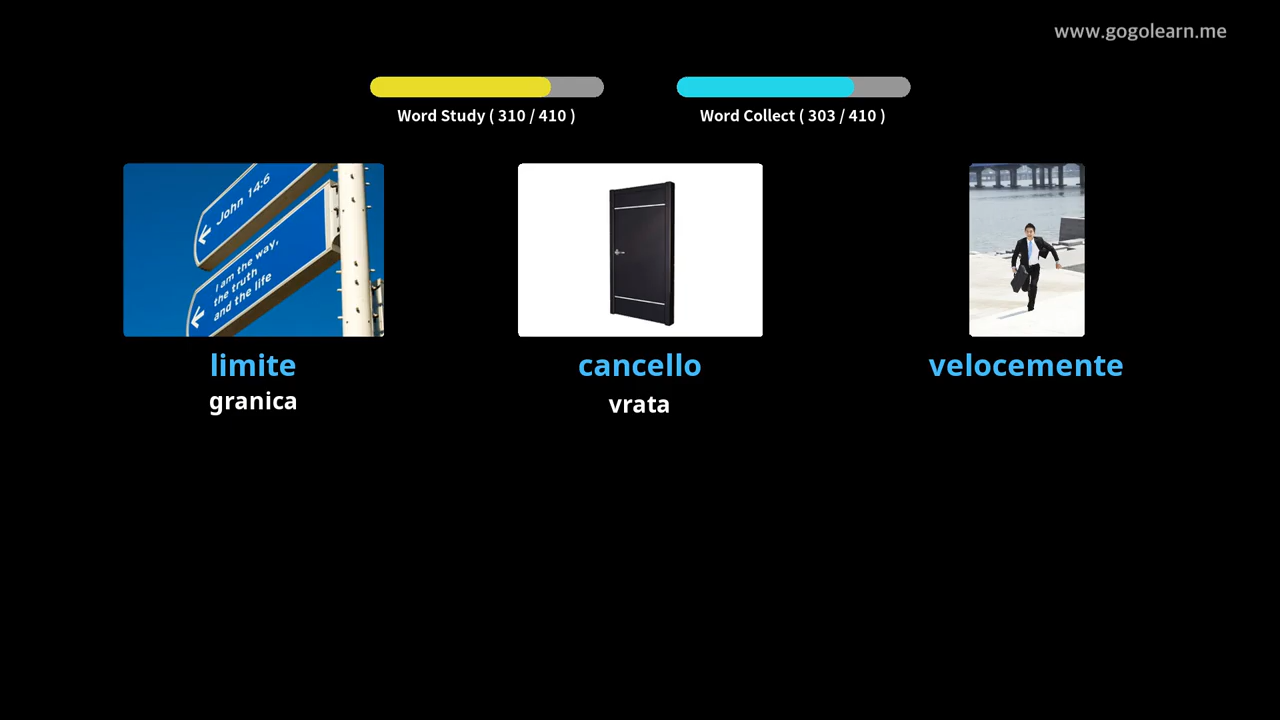 www.gogolearn.me
Word Study ( 310 / 410 )
Word Collect ( 303 / 410 )
John 14:6
I am the way,
the truth
and the life
limite
cancello
velocemente
granica
vrata